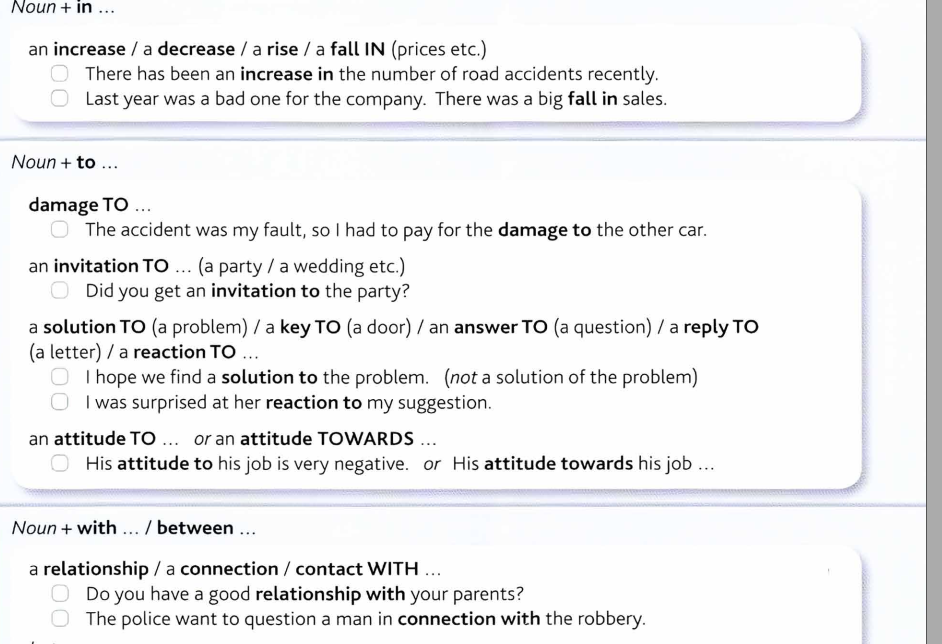 Noun + in …
an increase / a decrease / a rise / a fall IN (prices etc.)
There has been an increase in the number of road accidents recently.
Last year was a bad one for the company. There was a big fall in sales.
Noun + to …
damage TO …
The accident was my fault, so I had to pay for the damage to the other car.
an invitation TO … (a party / a wedding etc.)
Did you get an invitation to the party?
a solution TO (a problem) / a key TO (a door) / an answer TO (a question) / a reply TO
(a letter) / a reaction TO …
I hope we find a solution to the problem. (not a solution of the problem)
I was surprised at her reaction to my suggestion.
an attitude TO … or an attitude TOWARDS …
His attitude to his job is very negative. or His attitude towards his job …
Noun + with … / between …
a relationship / a connection / contact WITH …
Do you have a good relationship with your parents?
The police want to question a man in connection with the robbery.